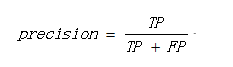 precision = TP / (TP + FP)